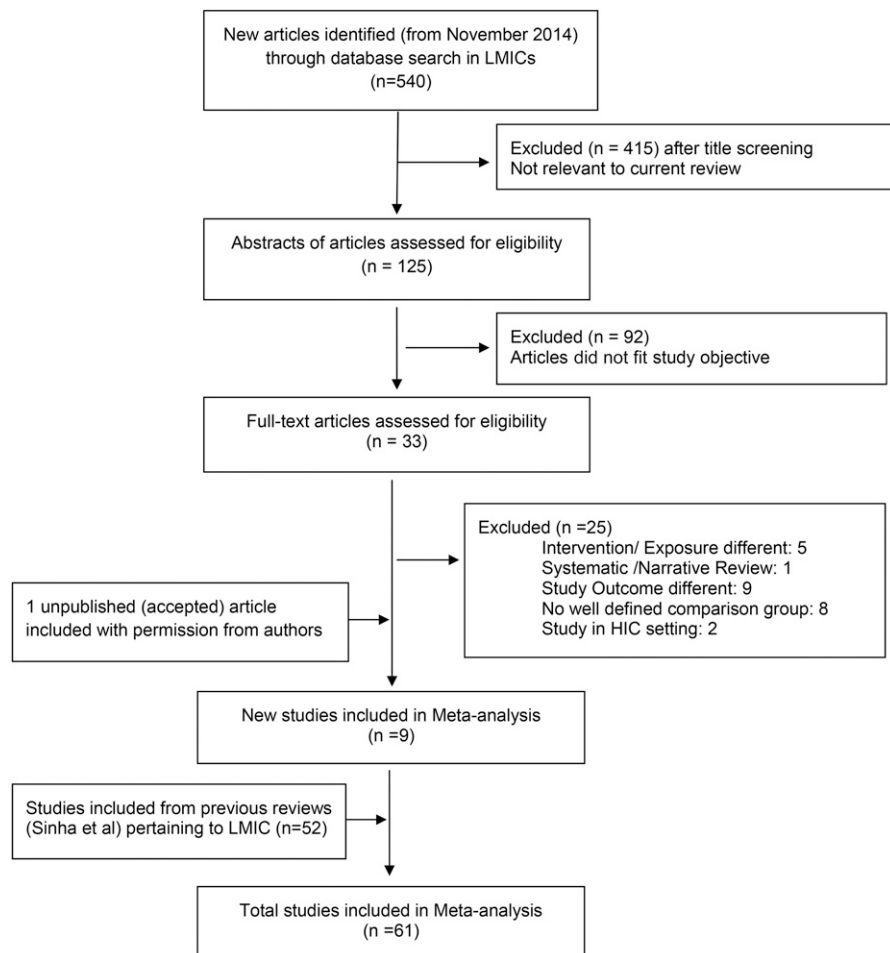 New articles identified (from November 2014)
through database search in LMICs
(n=540)
Excluded (n = 415) after title screening
Not relevant to current review
Abstracts of articles assessed for eligibility
(n = 125)
Excluded (n = 92)
Articles did not fit study objective
Full-text articles assessed for eligibility
(n = 33)
Excluded (n =25)
Intervention/ Exposure different: 5
Systematic /Narrative Review: 1
Study Outcome different: 9
No well defined comparison group: 8
Study in HIC setting: 2
1 unpublished (accepted) article
included with permission from authors
New studies included in Meta-analysis
(n =9)
Studies included from previous reviews
(Sinha et al) pertaining to LMIC (n=52)
Total studies included in Meta-analysis
(n =61)